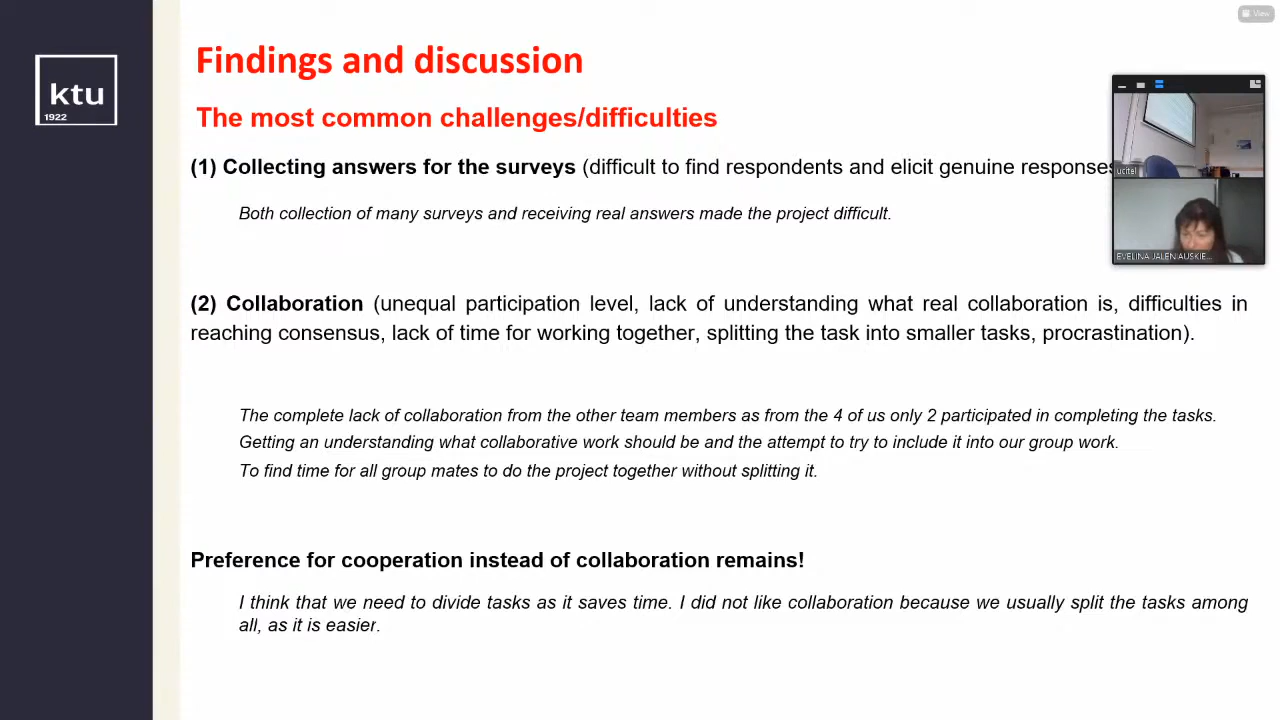 View
ktu
1922
Findings and discussion
The most common challenges/difficulties
(1) Collecting answers for the surveys (difficult to find respondents and elicit genuine responses
Both collection of many surveys and receiving real answers made the project difficult.
ucitel
EVELINA JALENIAUSKIE...
(2) Collaboration (unequal participation level, lack of understanding what real collaboration is, difficulties in
reaching consensus, lack of time for working together, splitting the task into smaller tasks, procrastination).
The complete lack of collaboration from the other team members as from the 4 of us only 2 participated in completing the tasks.
Getting an understanding what collaborative work should be and the attempt to try to include it into our group work.
To find time for all group mates to do the project together without splitting it.
Preference for cooperation instead of collaboration remains!
I think that we need to divide tasks as it saves time. I did not like collaboration because we usually split the tasks among
all, as it is easier.